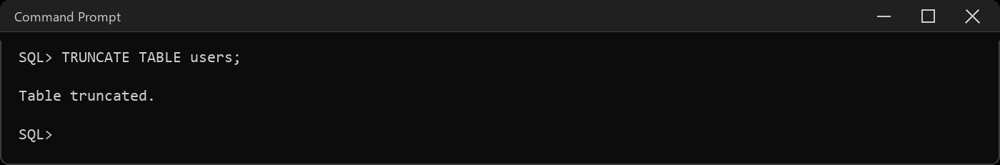 Command Prompt
SQL> TRUNCATE TABLE users;
Table truncated.
SQL>